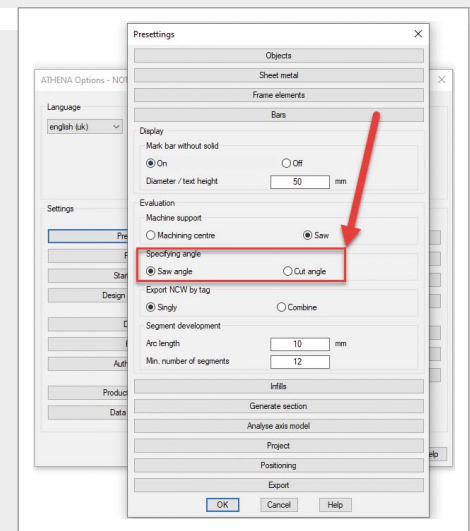 Presettings
Objects
ATHENA Options - NOT
Sheet metal
Frame elements
Language
Bars
english (uk)
Display
Mark bar without solid
On Off
Diameter / text height 50 mm
Settings
Evaluation
Machine support
Machining centre Saw
Pre
Specifying angle
Saw angle Cut angle
Star
Export NCW by tag
Design
Singly Combine
Segment development
Arc length 10 mm
Min. number of segments 12
Auth
Infills
Product
Generate section
Data
Analyse axis model
Project
Positioning
elp
Export
OK Cancel Help